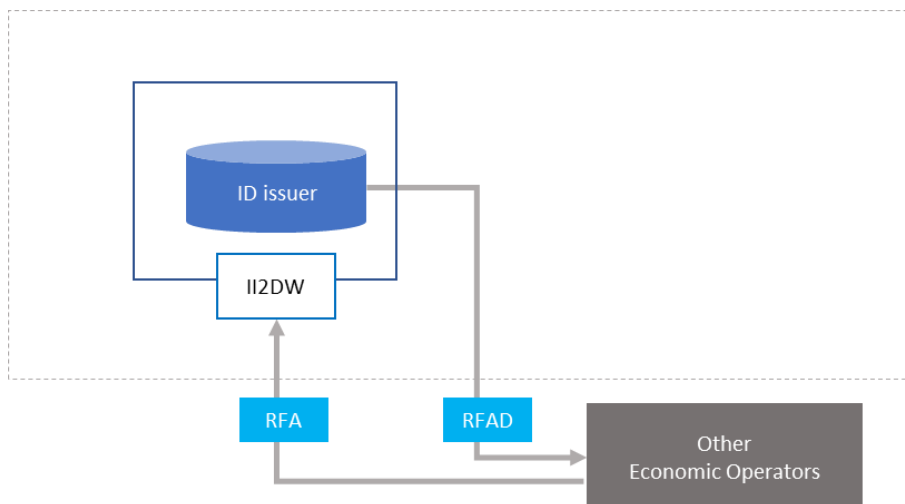 ID issuer
II2DW
RFA
RFAD
Other
Economic Operators